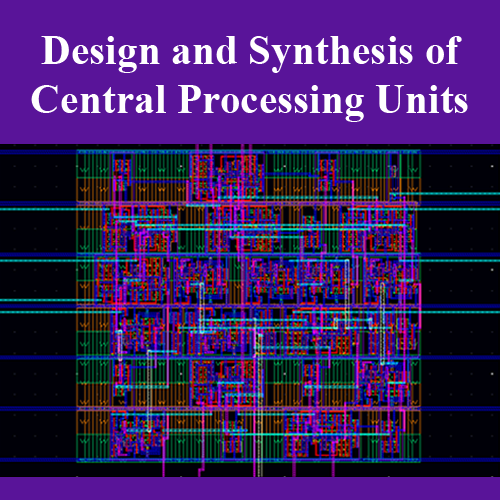 Design and Synthesis of
Central Processing Units